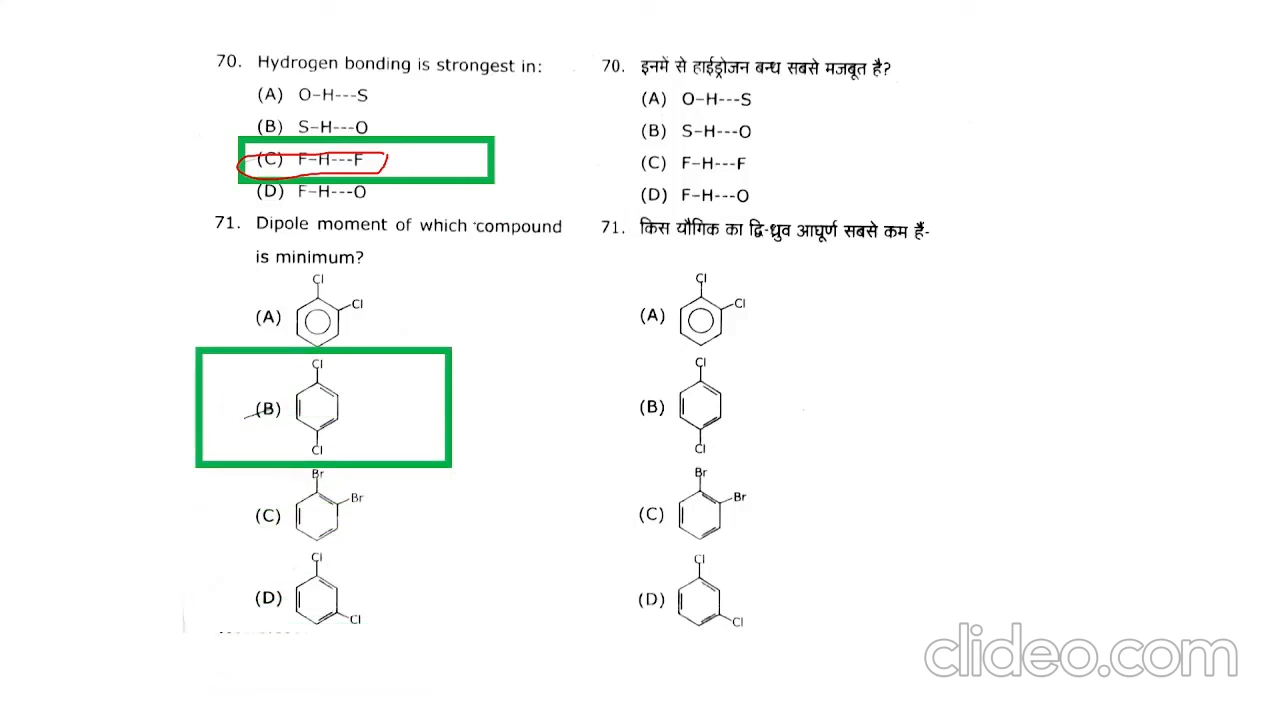 70. Hydrogen bonding is strongest in:
(A) O–H---S
(B) S–H---O
(C) F–H---F
(D) F–H---O
71. Dipole moment of which compound
is minimum?
(A) Cl Cl
(B) Cl Cl
(C) Br Br
(D) Cl Cl
70. इनमें से हाईड्रोजन बन्ध सबसे मजबूत है?
(A) O–H---S
(B) S–H---O
(C) F–H---F
(D) F–H---O
71. किस यौगिक का द्वि-ध्रुव आघूर्ण सबसे कम हैं-
(A) Cl Cl
(B) Cl Cl
(C) Br Br
(D) Cl Cl
clideo.com